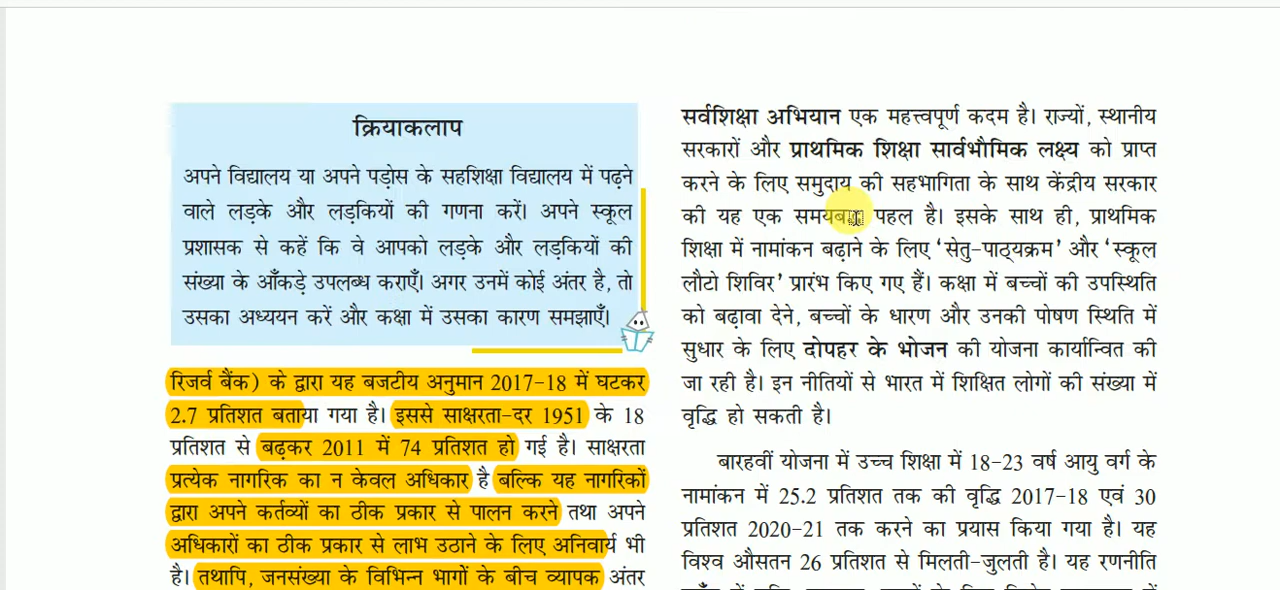 क्रियाकलाप
अपने विद्यालय या अपने पड़ोस के सहशिक्षा विद्यालय में पढ़ने
वाले लड़के और लड़कियों की गणना करें। अपने स्कूल
प्रशासक से कहें कि वे आपको लड़के और लड़कियों की
संख्या के आँकड़े उपलब्ध कराएँ। अगर उनमें कोई अंतर है, तो
उसका अध्ययन करें और कक्षा में उसका कारण समझाएँ।
रिजर्व बैंक) के द्वारा यह बजटीय अनुमान 2017-18 में घटकर
2.7 प्रतिशत बताया गया है। इससे साक्षरता-दर 1951 के 18
प्रतिशत से बढ़कर 2011 में 74 प्रतिशत हो गई है। साक्षरता
प्रत्येक नागरिक का न केवल अधिकार है बल्कि यह नागरिकों
द्वारा अपने कर्तव्यों का ठीक प्रकार से पालन करने तथा अपने
अधिकारों का ठीक प्रकार से लाभ उठाने के लिए अनिवार्य भी
है। तथापि, जनसंख्या के विभिन्न भागों के बीच व्यापक अंतर
सर्वशिक्षा अभियान एक महत्त्वपूर्ण कदम है। राज्यों, स्थानीय
सरकारों और प्राथमिक शिक्षा सार्वभौमिक लक्ष्य को प्राप्त
करने के लिए समुदाय की सहभागिता के साथ केंद्रीय सरकार
की यह एक पहल है। इसके साथ ही, प्राथमिक
शिक्षा में नामांकन बढ़ाने के लिए ‘सेतु-पाठ्यक्रम’ और ‘स्कूल
लौटो शिविर’ प्रारंभ किए गए हैं। कक्षा में बच्चों की उपस्थिति
को बढ़ावा देने, बच्चों के धारण और उनकी पोषण स्थिति में
सुधार के लिए दोपहर के भोजन की योजना कार्यान्वित की
जा रही है। इन नीतियों से भारत में शिक्षित लोगों की संख्या में
वृद्धि हो सकती है।
बारहवीं योजना में उच्च शिक्षा में 18-23 वर्ष आयु वर्ग के
नामांकन में 25.2 प्रतिशत तक की वृद्धि 2017-18 एवं 30
प्रतिशत 2020-21 तक करने का प्रयास किया गया है। यह
विश्व औसतन 26 प्रतिशत से मिलती-जुलती है। यह रणनीति